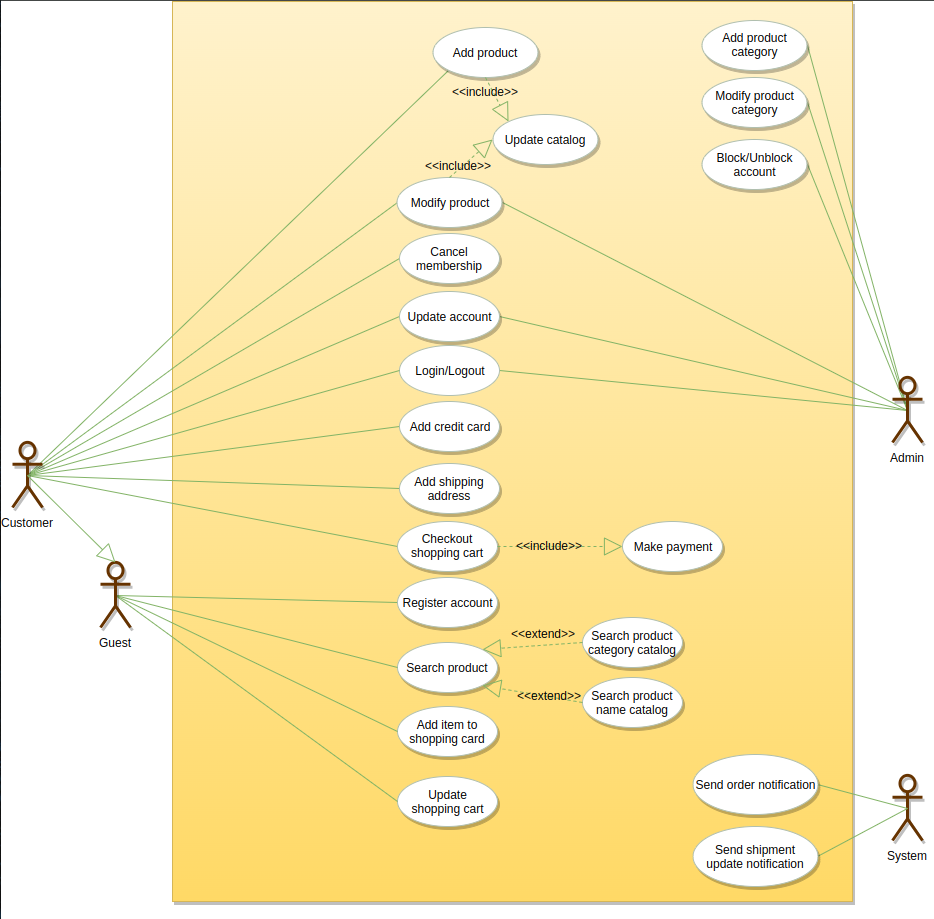 Add product
<<include>>
Update catalog
<<include>>
Modify product
Cancel
membership
Update account
Login/Logout
Add credit card
Add shipping
address
Checkout
shopping cart
<<include>>
Make payment
Register account
Search product
<<extend>>
Search product
category catalog
<<extend>>
Search product
name catalog
Add item to
shopping card
Update
shopping cart
Add product
category
Modify product
category
Block/Unblock
account
Send order notification
Send shipment
update notification
Customer
Guest
Admin
System